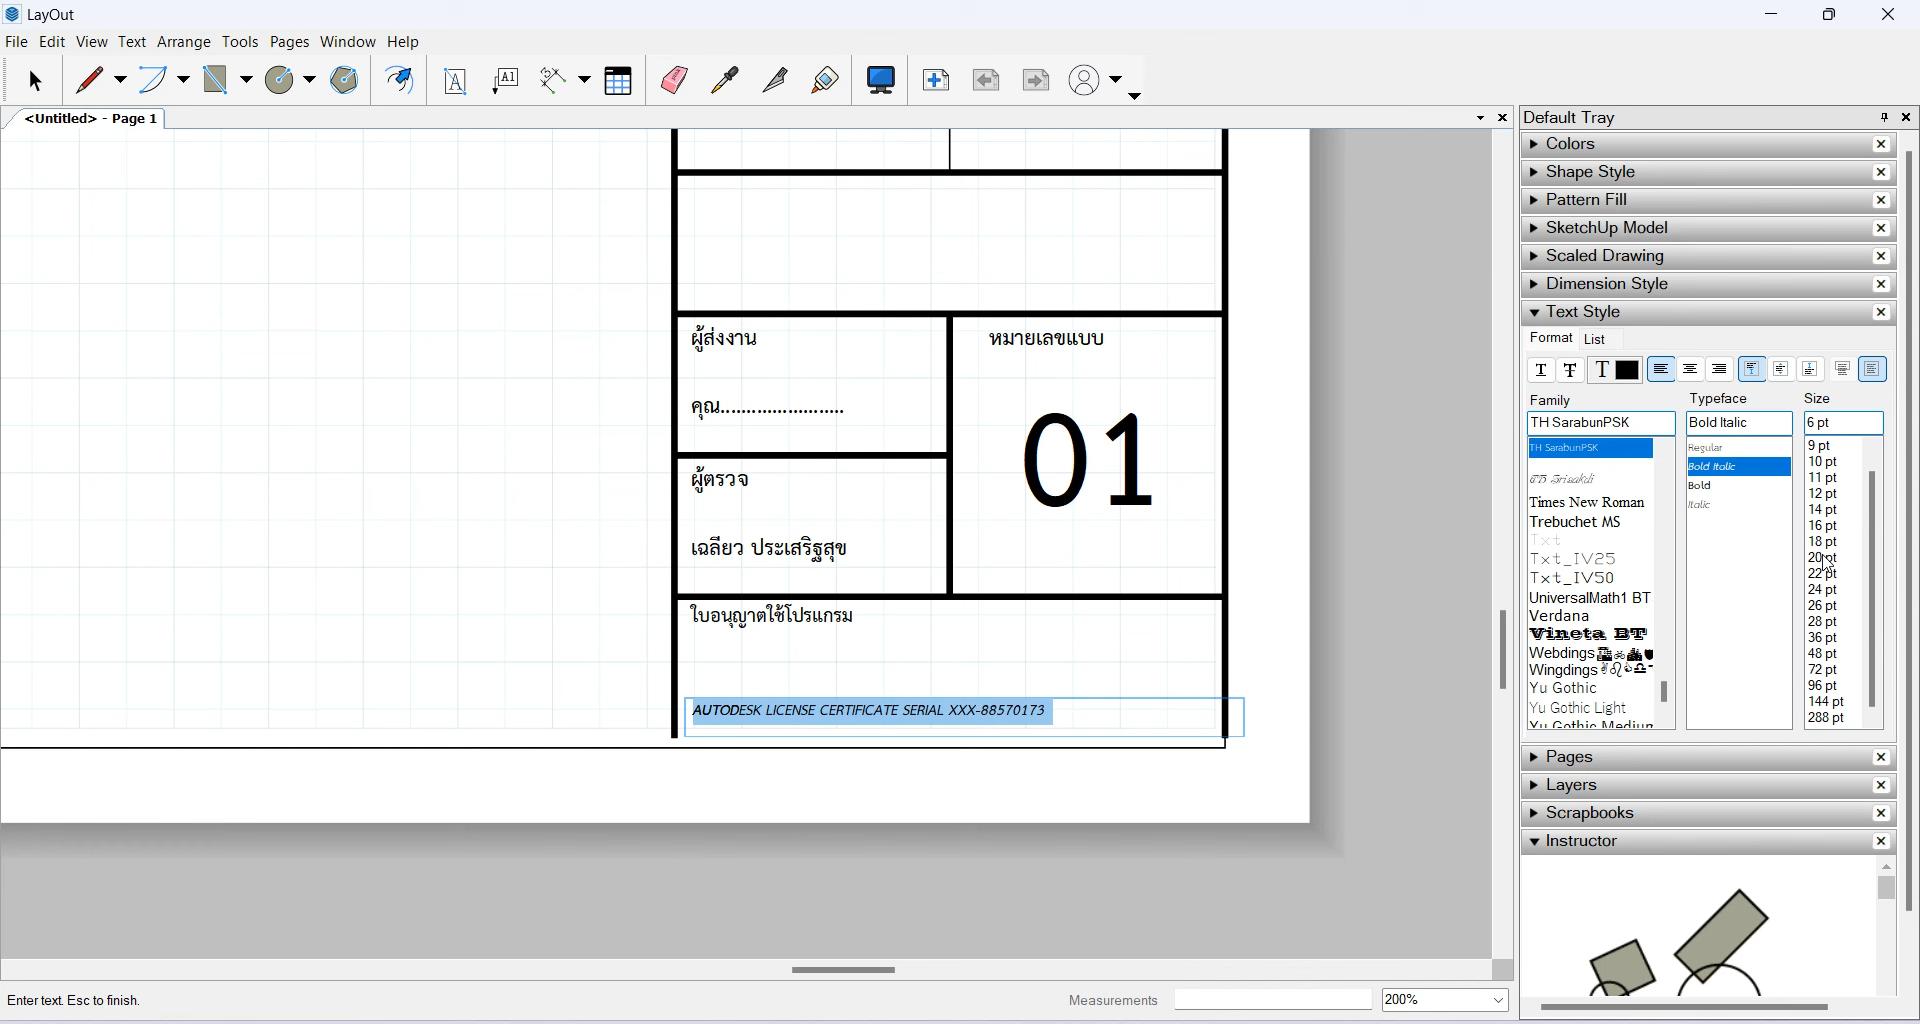 LayOut
File Edit View Text Arrange Tools Pages Window Help
<Untitled> - Page 1
Default Tray
Colors
Shape Style
Pattern Fill
SketchUp Model
Scaled Drawing
Dimension Style
Text Style
Format List
Family Typeface Size
TH SarabunPSK Bold Italic 6 pt
TH SarabunPSK
TH Srisakdi
Times New Roman
Trebuchet MS
Txt
Txt_IV25
Txt_IV50
UniversalMath1 BT
Verdana
Vineta BT
Webdings
Wingdings
Yu Gothic
Yu Gothic Light
Yu Gothic Medium
Regular
Bold Italic
Bold
Italic
9 pt
10 pt
11 pt
12 pt
14 pt
16 pt
18 pt
20 pt
22 pt
24 pt
26 pt
28 pt
36 pt
48 pt
72 pt
96 pt
144 pt
288 pt
Pages
Layers
Scrapbooks
Instructor
ผู้ส่งงาน
คุณ.......................
หมายเลขแบบ
01
ผู้ตรวจ
เฉลียว ประเสริฐสุข
ใบอนุญาตใช้โปรแกรม
AUTODESK LICENSE CERTIFICATE SERIAL XXX-88570173
Enter text. Esc to finish.
Measurements
200%